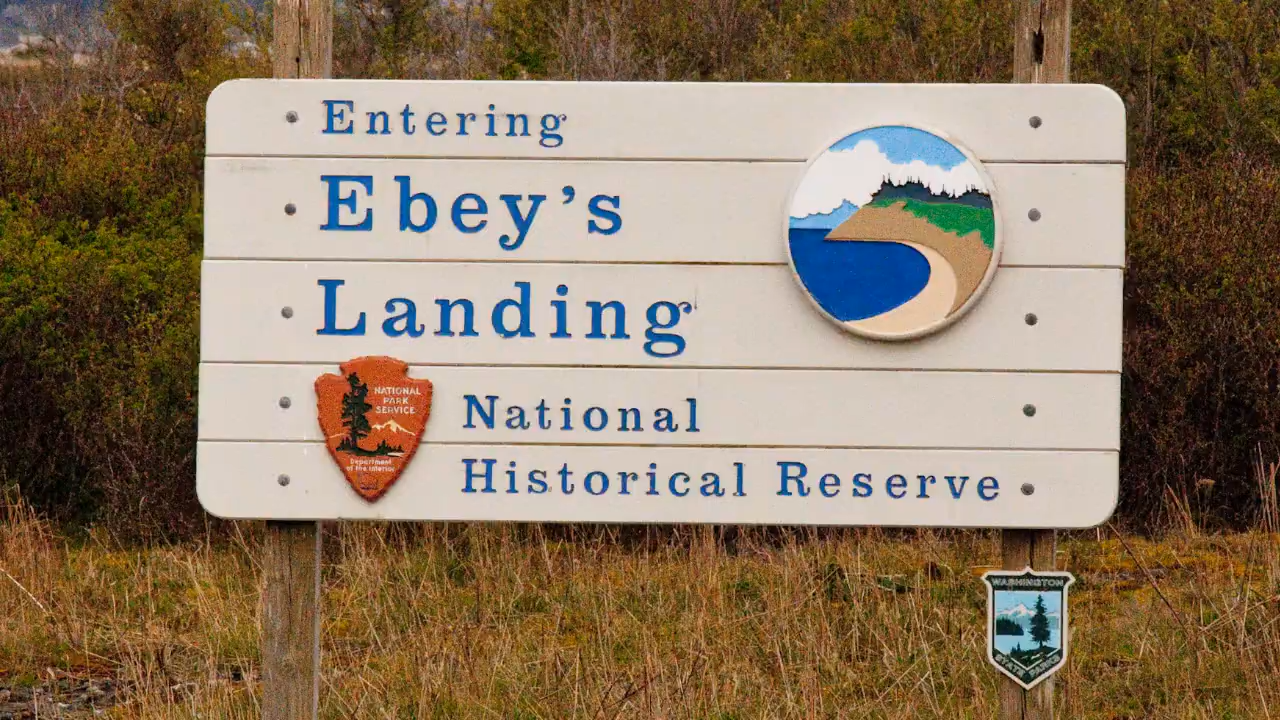 Entering
Ebey's
Landing
NATIONAL
PARK
SERVICE
Department
of the Interior
National
Historical Reserve
WASHINGTON
STATE PARKS